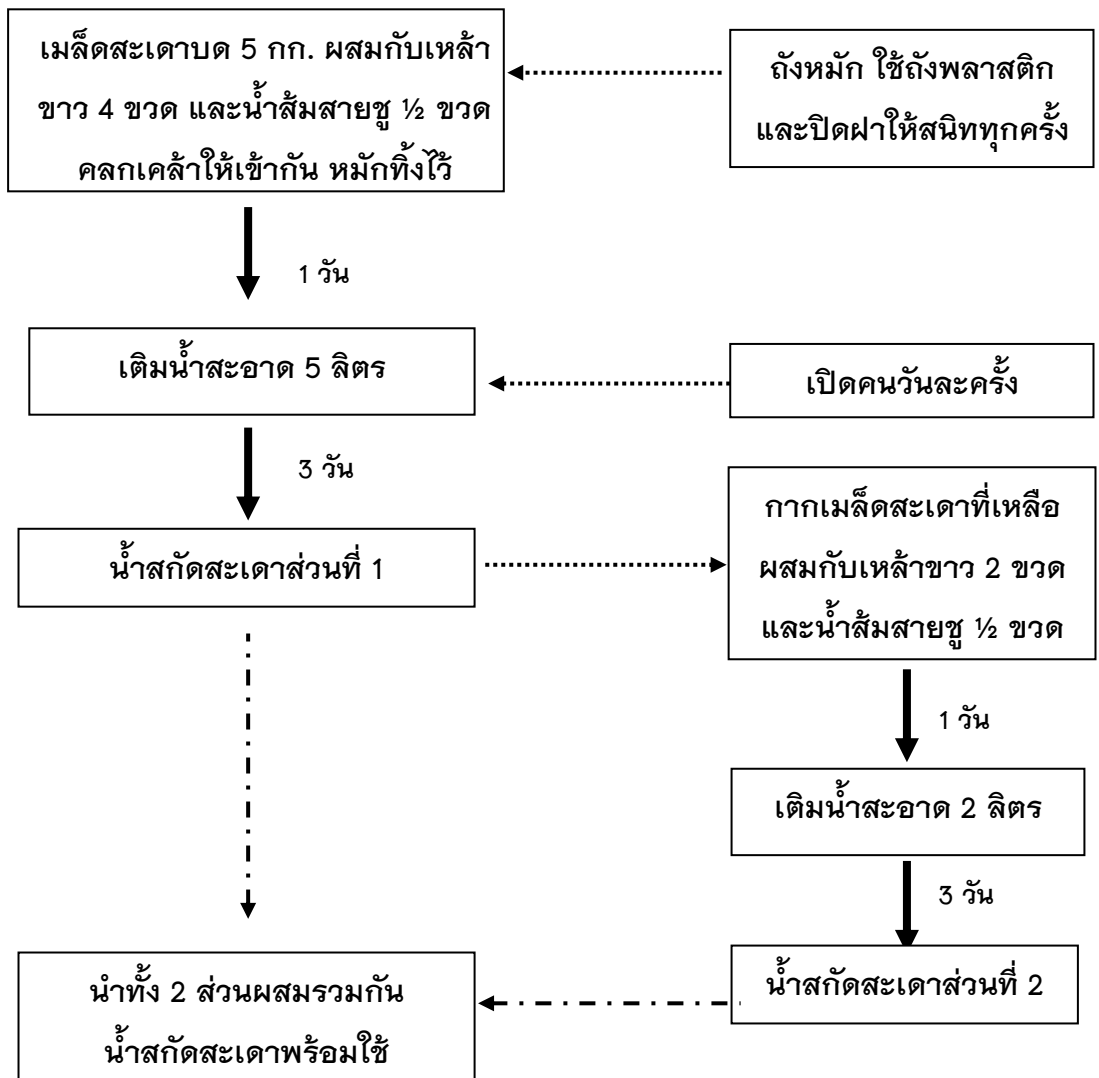 เมล็ดสะเดาบด 5 กก. ผสมกับเหล้า
ขาว 4 ขวด และน้ำส้มสายชู ½ ขวด
คลุกเคล้าให้เข้ากัน หมักทิ้งไว้
ถังหมัก ใช้ถังพลาสติก
และปิดฝาให้สนิททุกครั้ง
1 วัน
เติมน้ำสะอาด 5 ลิตร
เปิดคนวันละครั้ง
3 วัน
น้ำสกัดสะเดาส่วนที่ 1
กากเมล็ดสะเดาที่เหลือ
ผสมกับเหล้าขาว 2 ขวด
และน้ำส้มสายชู ½ ขวด
1 วัน
เติมน้ำสะอาด 2 ลิตร
3 วัน
น้ำสกัดสะเดาส่วนที่ 2
นำทั้ง 2 ส่วนผสมรวมกัน
น้ำสกัดสะเดาพร้อมใช้